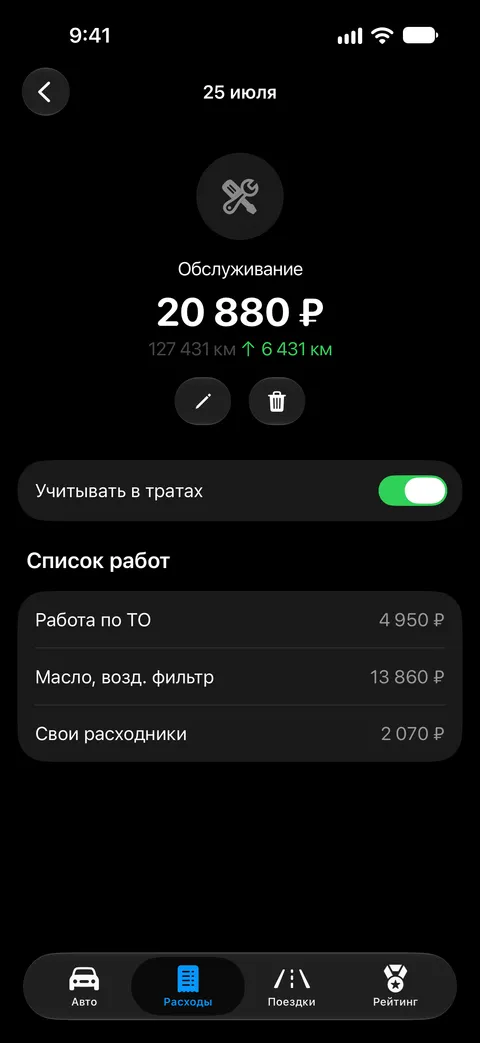 9:41
25 июля
Обслуживание
20 880 ₽
127 431 км ↑ 6 431 км
Учитывать в тратах
Список работ
Работа по ТО 4 950 ₽
Масло, возд. фильтр 13 860 ₽
Свои расходники 2 070 ₽
Авто Расходы Поездки Рейтинг